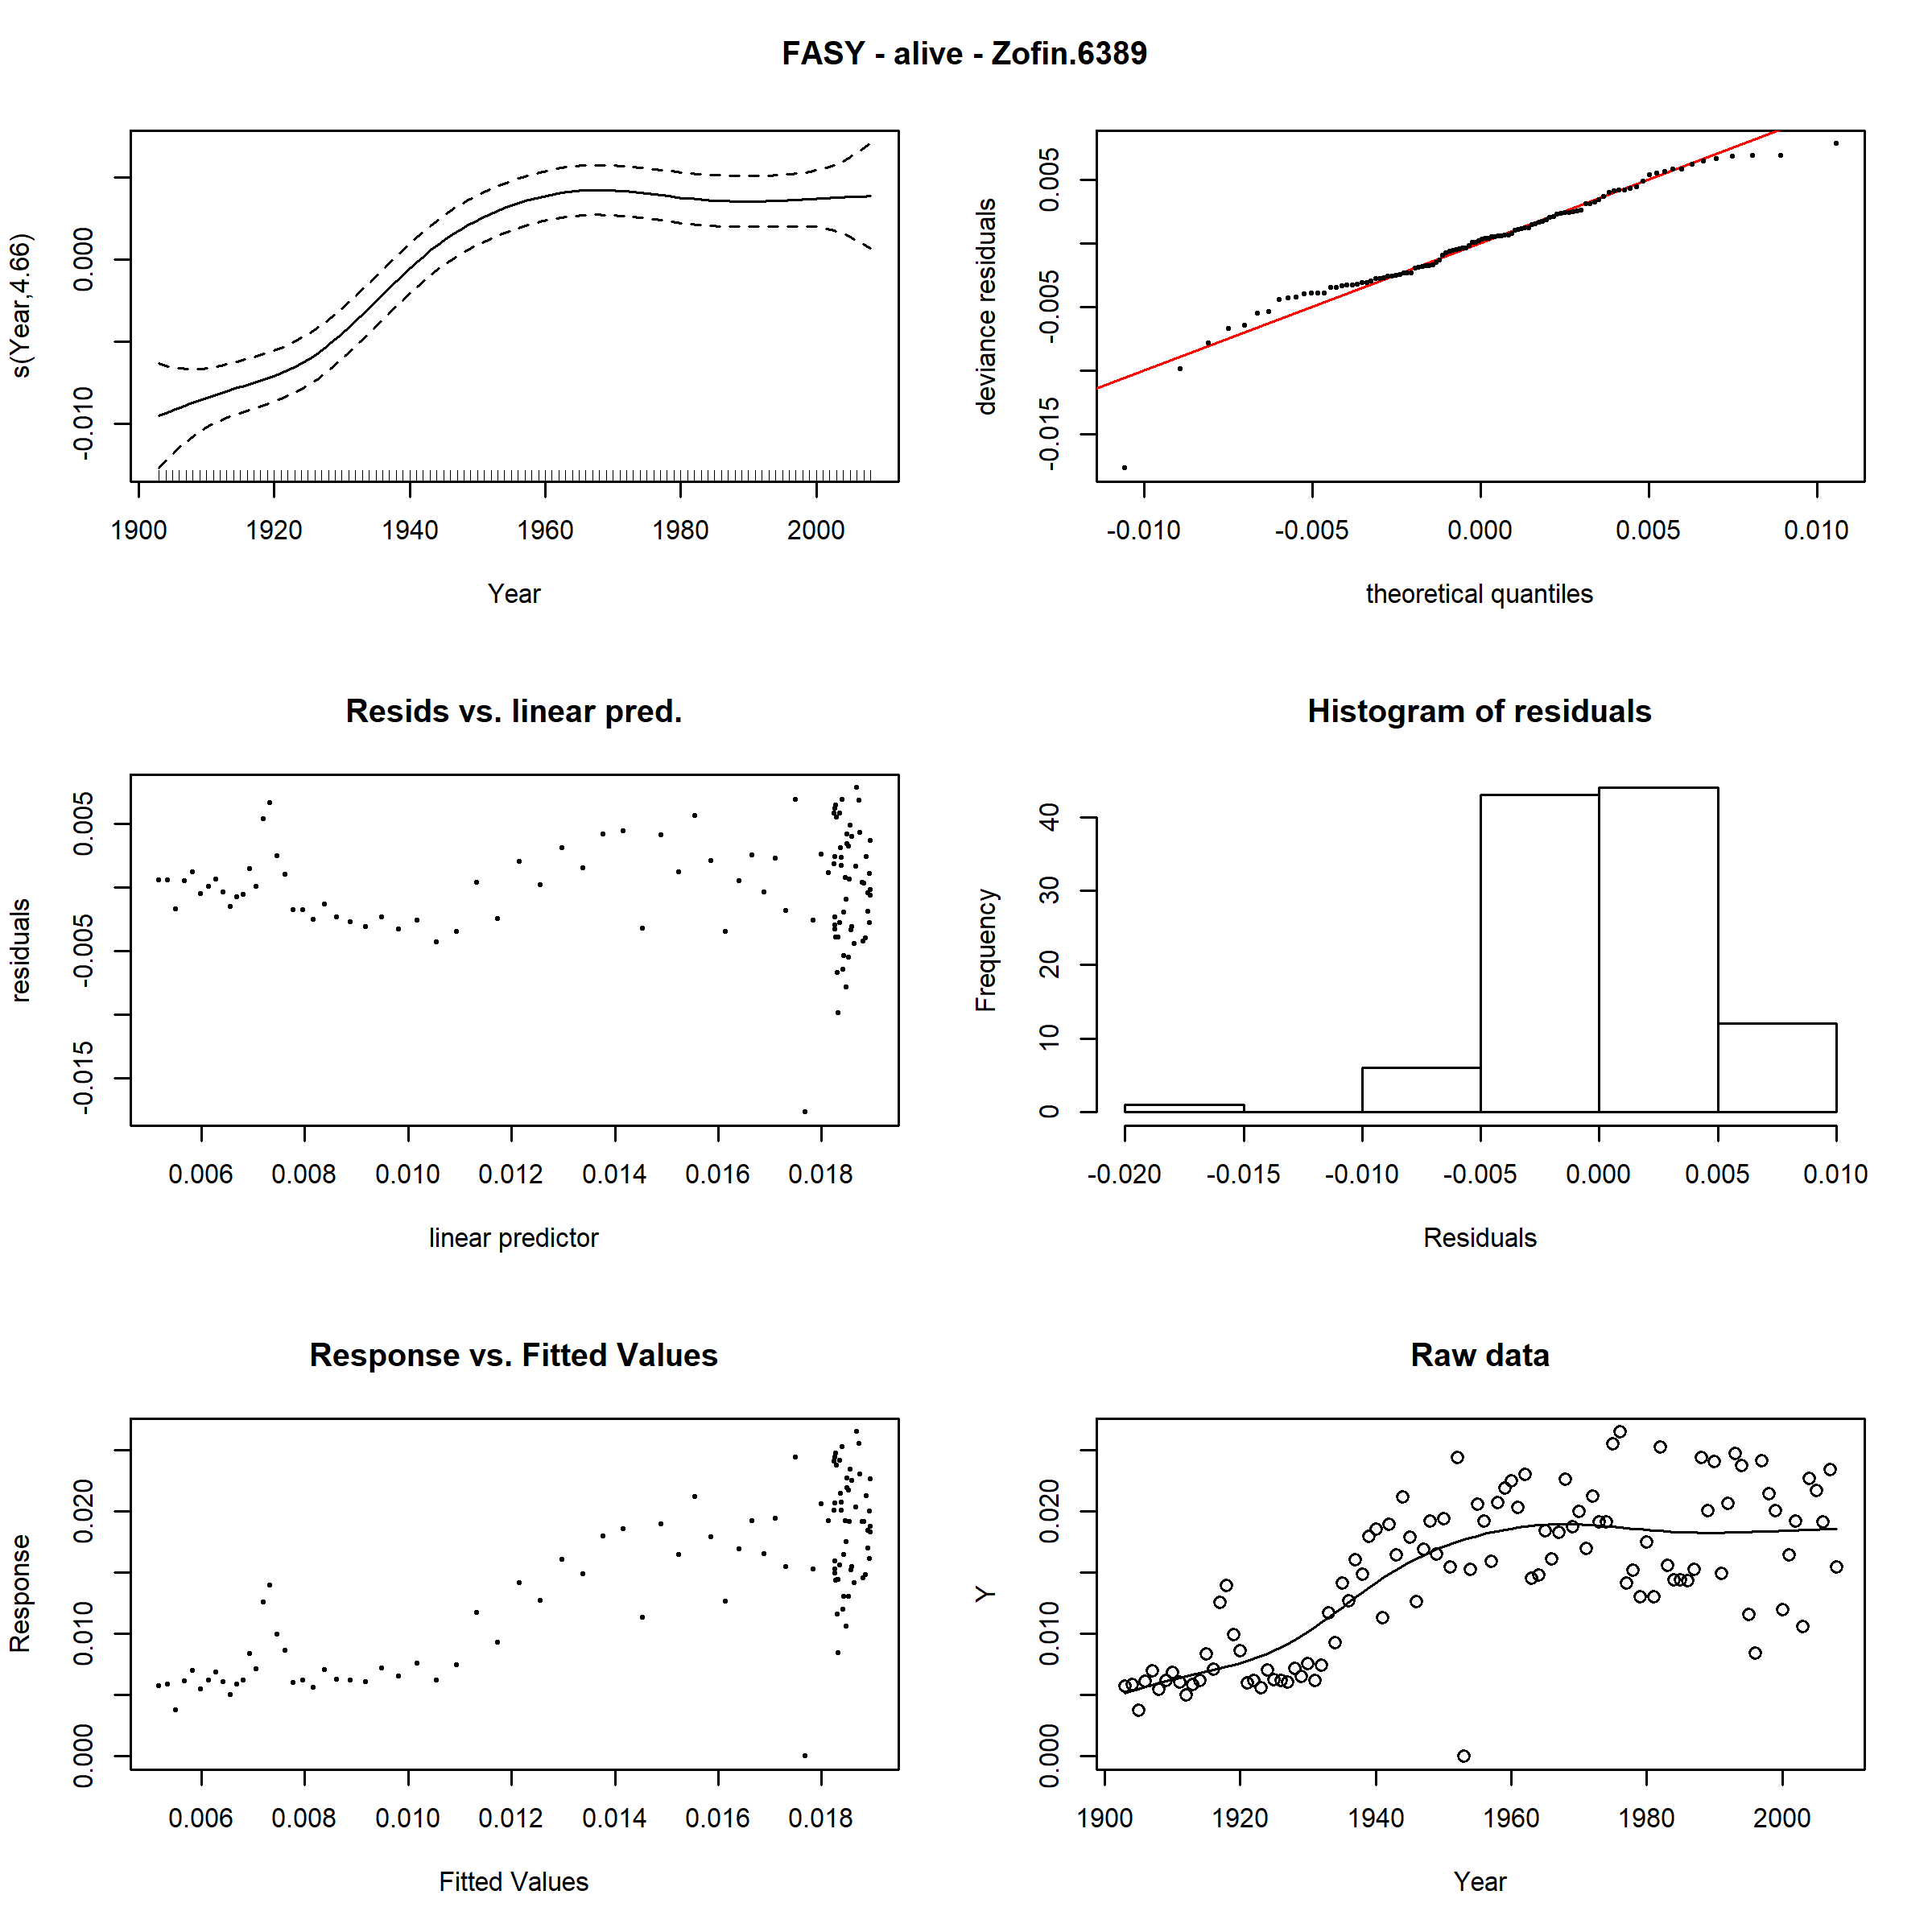 FASY - alive - Zofin.6389
s(Year,4.66)
0.000
-0.010
1900 1920 1940 1960 1980 2000
Year
deviance residuals
0.005
-0.005
-0.015
-0.010 -0.005 0.000 0.005 0.010
theoretical quantiles
Resids vs. linear pred.
residuals
0.005
-0.005
-0.015
0.006 0.008 0.010 0.012 0.014 0.016 0.018
linear predictor
Histogram of residuals
Frequency
40
30
20
10
0
-0.020 -0.015 -0.010 -0.005 0.000 0.005 0.010
Residuals
Response vs. Fitted Values
Response
0.020
0.010
0.000
0.006 0.008 0.010 0.012 0.014 0.016 0.018
Fitted Values
Raw data
Y
0.020
0.010
0.000
1900 1920 1940 1960 1980 2000
Year